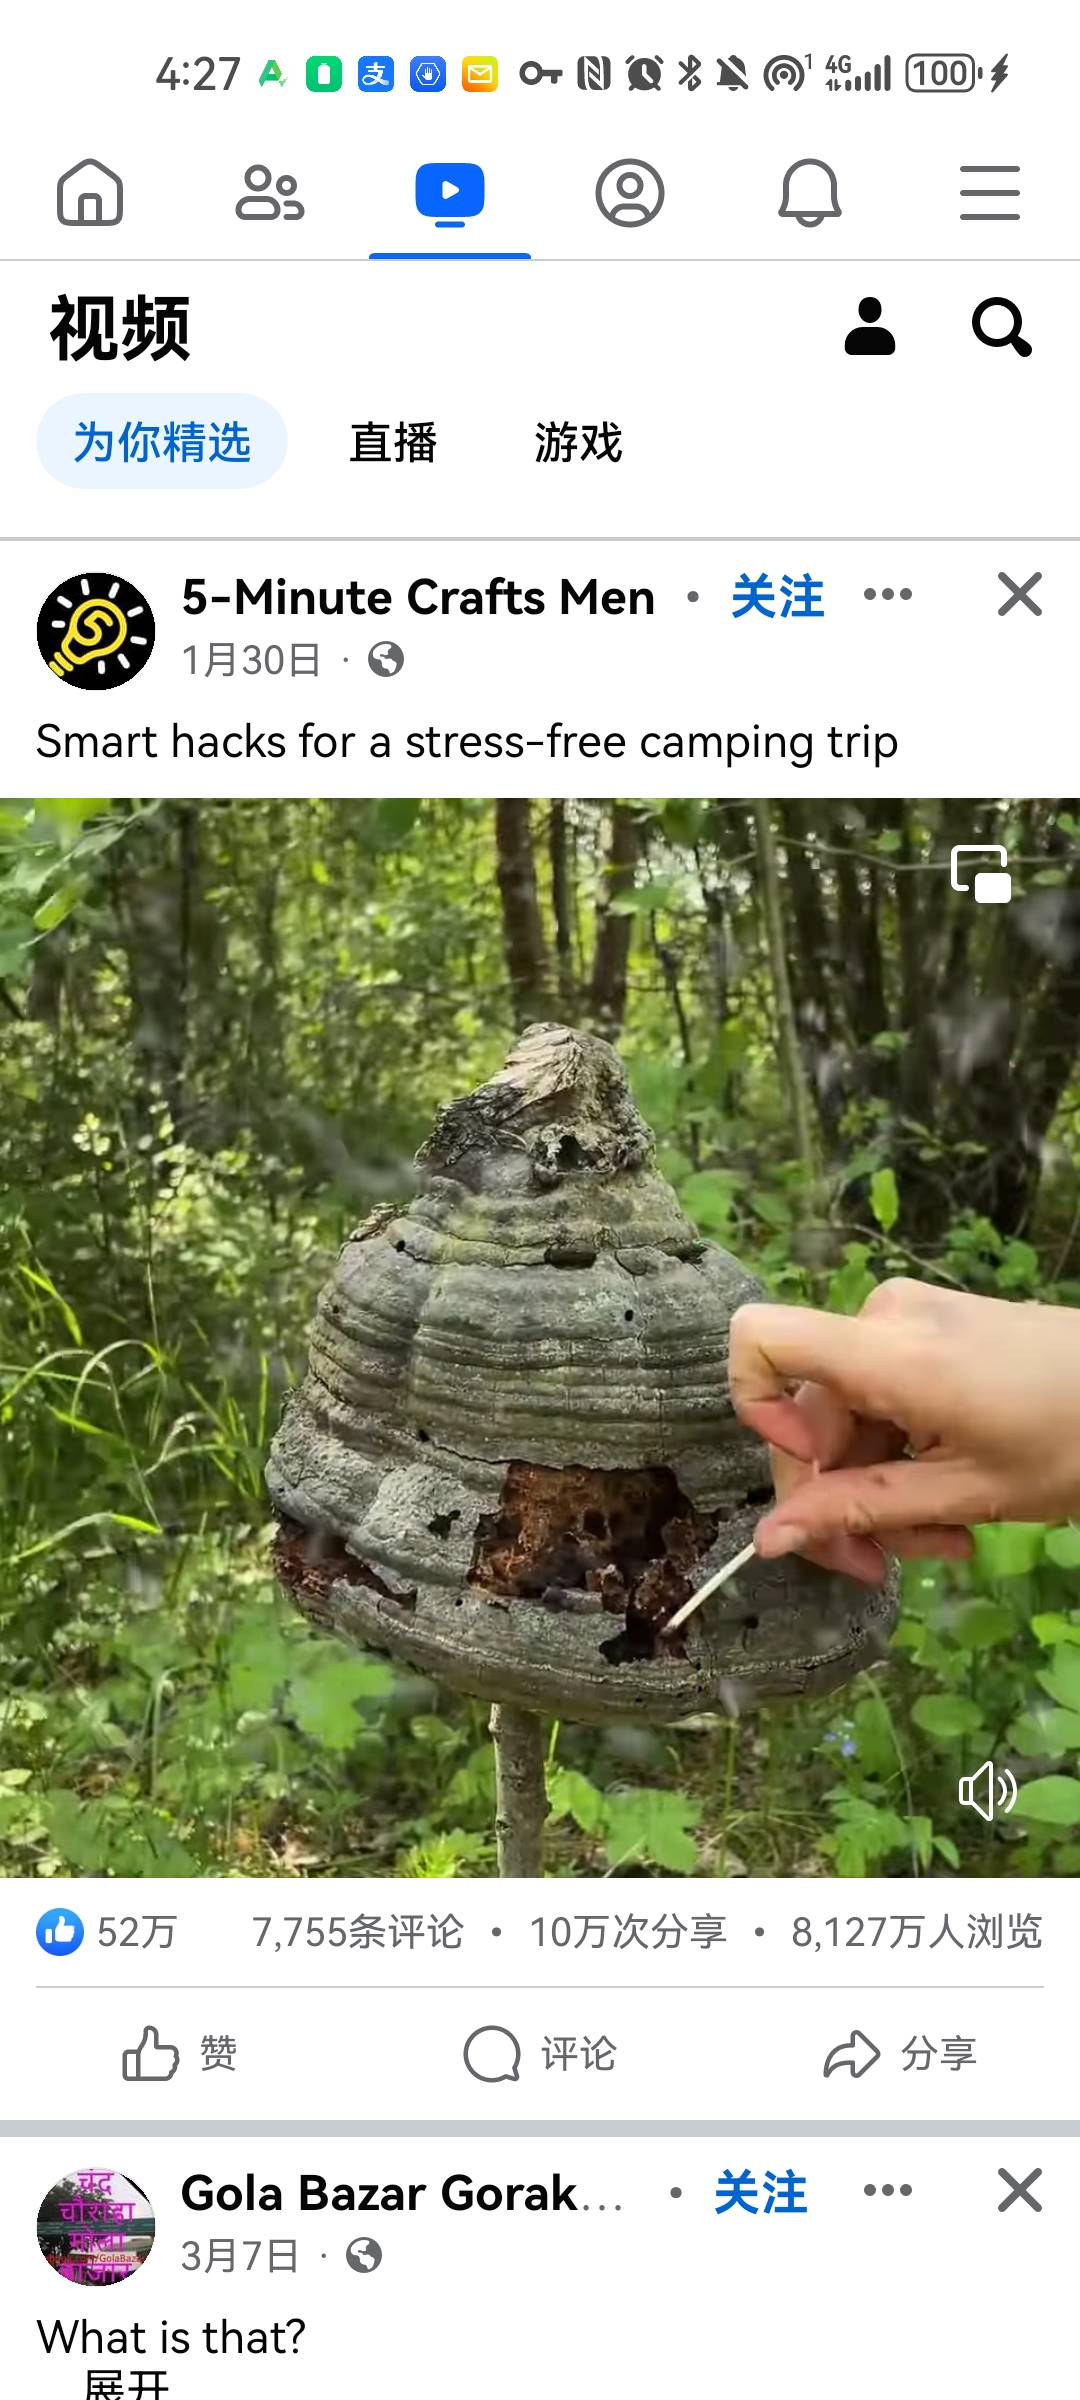 4:27
4G
100
视频
为你精选
直播
游戏
5-Minute Crafts Men • 关注
1月30日
Smart hacks for a stress-free camping trip
52万
7,755条评论 • 10万次分享 • 8,127万人浏览
赞
评论
分享
चंद
चौराहा
गोला
बाजार
Gola Bazar Gorak... • 关注
3月7日
What is that?
展开